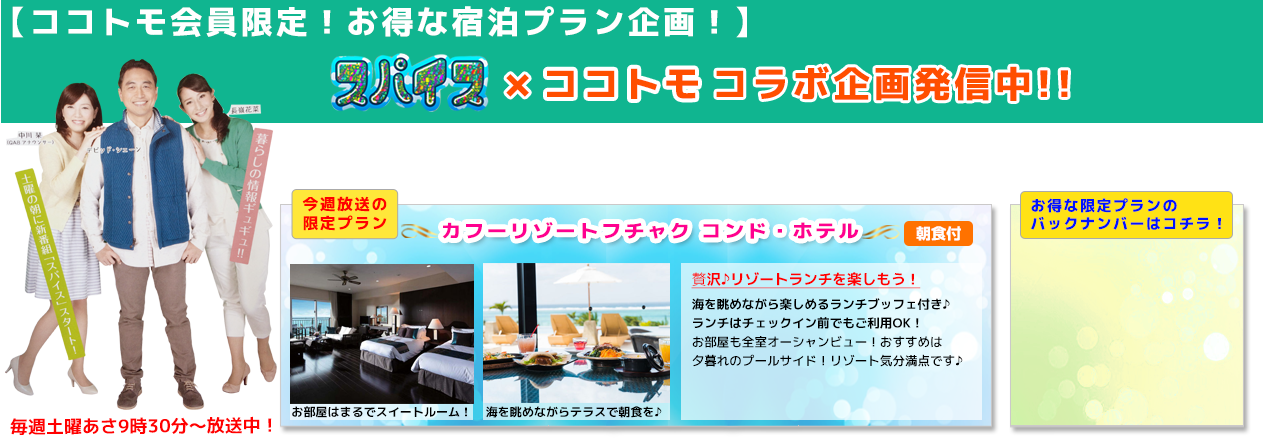 【ココトモ会員限定！お得な宿泊プラン企画！】
スパイス × ココトモ コラボ企画発信中!!
中川 栞
(QABアナウンサー)
デビッド・シェーン
長嶺花菜
土曜の朝に新番組「スパイス」スタート！
暮らしの情報ギュギュ!!
毎週土曜あさ9時30分～放送中！
今週放送の
限定プラン
カフーリゾートフチャク コンド・ホテル
朝食付
お部屋はまるでスイートルーム！
海を眺めながらテラスで朝食を♪
贅沢♪リゾートランチを楽しもう！
海を眺めながら楽しめるランチブッフェ付き♪
ランチはチェックイン前でもご利用OK！
お部屋も全室オーシャンビュー！おすすめは
夕暮れのプールサイド！リゾート気分満点です♪
お得な限定プランの
バックナンバーはコチラ！